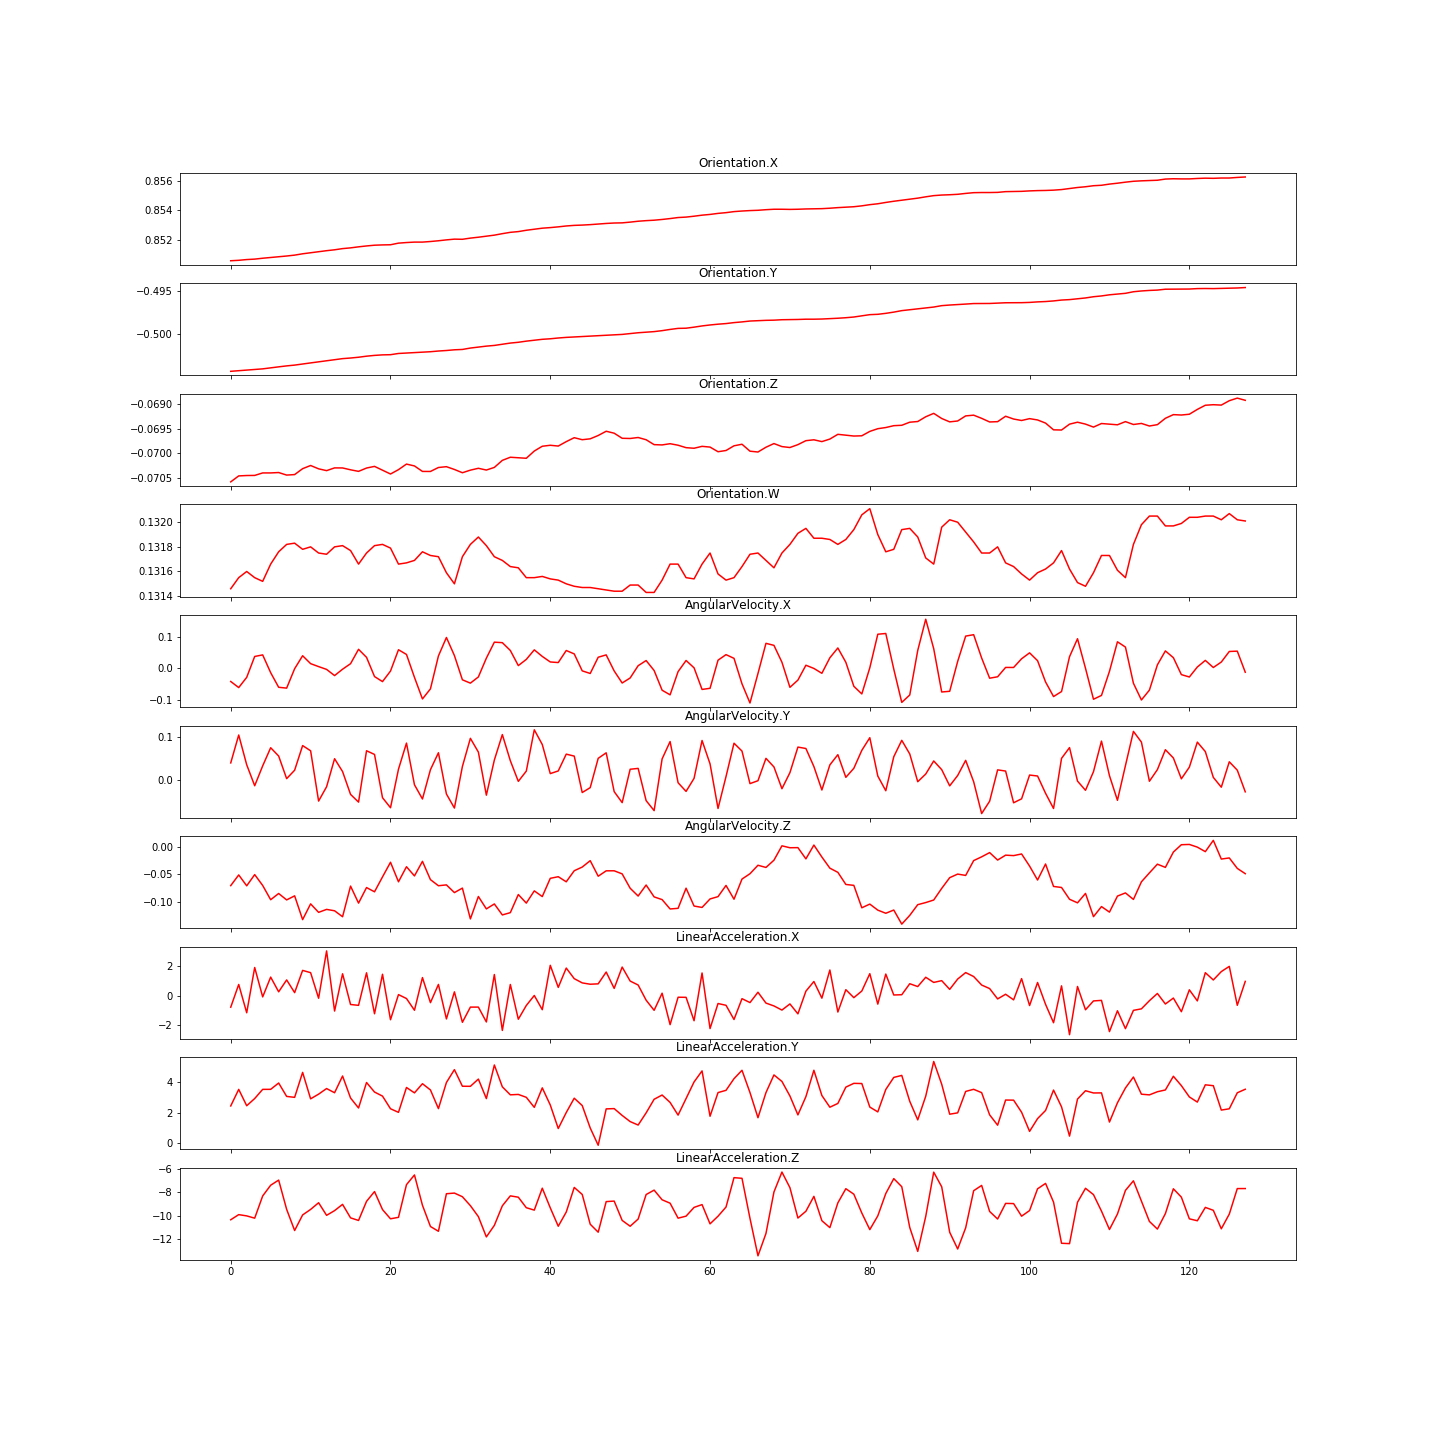 Orientation.X
0.856
0.854
0.852
Orientation.Y
−0.495
−0.500
Orientation.Z
−0.0690
−0.0695
−0.0700
−0.0705
Orientation.W
0.1320
0.1318
0.1316
0.1314
AngularVelocity.X
0.1
0.0
−0.1
AngularVelocity.Y
0.1
0.0
AngularVelocity.Z
0.00
−0.05
−0.10
LinearAcceleration.X
2
0
−2
LinearAcceleration.Y
4
2
0
LinearAcceleration.Z
−6
−8
−10
−12
0 20 40 60 80 100 120